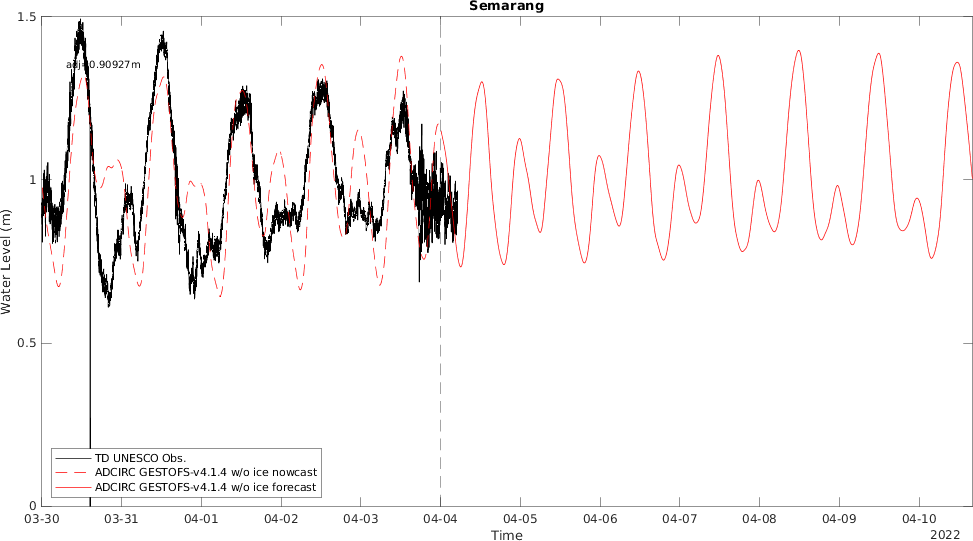 Semarang
1.5
adj=0.90927m
1
Water Level (m)
0.5
TD UNESCO Obs.
ADCIRC GESTOFS-v4.1.4 w/o ice nowcast
ADCIRC GESTOFS-v4.1.4 w/o ice forecast
0
03-30 03-31 04-01 04-02 04-03 04-04 04-05 04-06 04-07 04-08 04-09 04-10
Time
2022